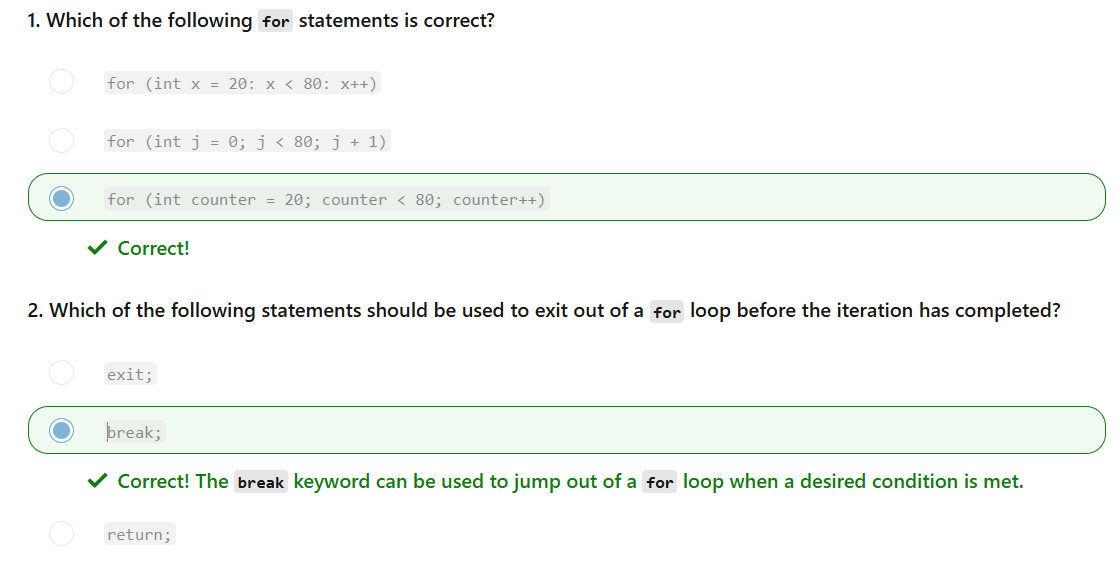 1. Which of the following for statements is correct?
for (int x = 20: x < 80: x++)
for (int j = 0; j < 80; j + 1)
for (int counter = 20; counter < 80; counter++)
Correct!
2. Which of the following statements should be used to exit out of a for loop before the iteration has completed?
exit;
break;
Correct! The break keyword can be used to jump out of a for loop when a desired condition is met.
return;